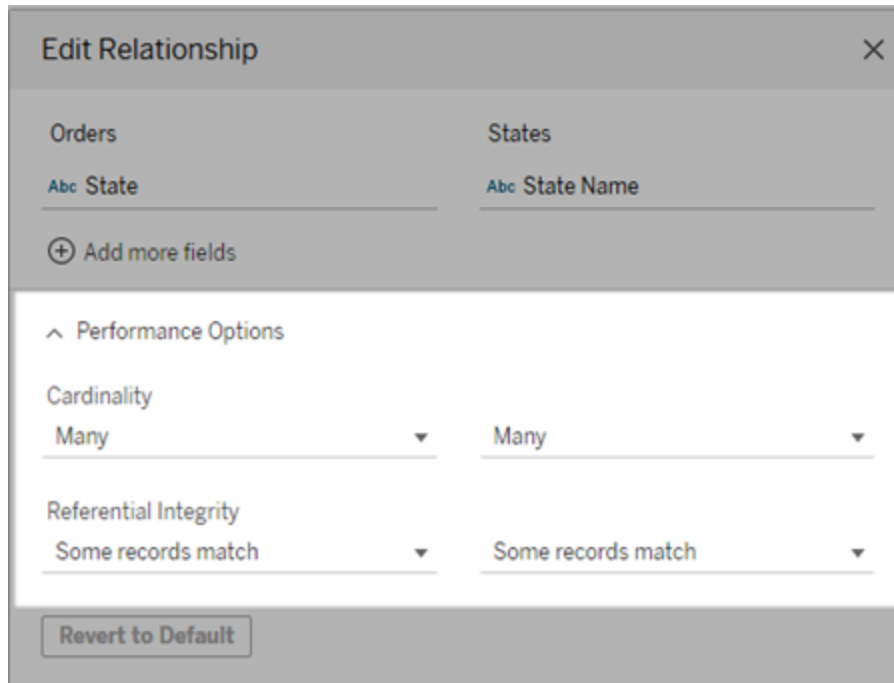 Edit Relationship
Orders States
Abc State Abc State Name
Add more fields
Performance Options
Cardinality
Many Many
Referential Integrity
Some records match Some records match
Revert to Default